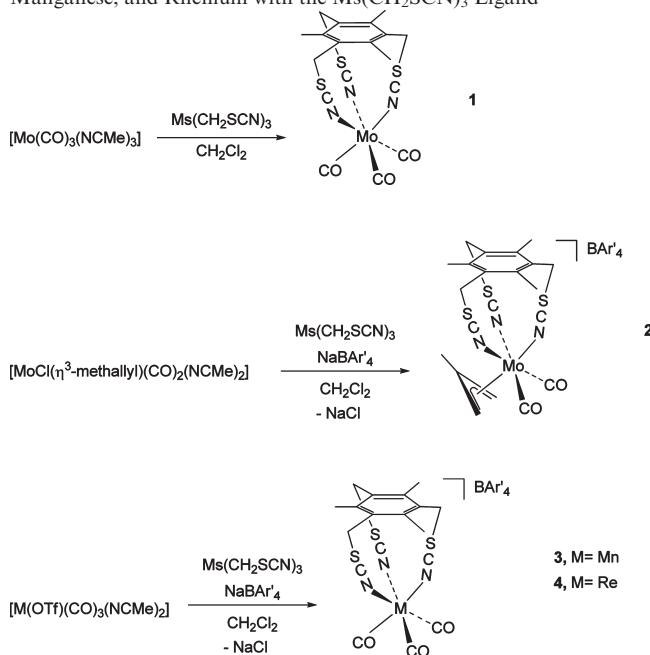 Manganese, and Rhenium with the Ms(CH₂SCN)₃ Ligand
S C N
S C N
S C N
1
[Mo(CO)₃(NCMe)₃]
Ms(CH₂SCN)₃
CH₂Cl₂
Mo
CO
CO
CO
BAr'₄
S C N
S C N
S C N
2
[MoCl(η³-methallyl)(CO)₂(NCMe)₂]
Ms(CH₂SCN)₃
NaBAr'₄
CH₂Cl₂
- NaCl
Mo
CO
CO
BAr'₄
S C N
S C N
S C N
3, M= Mn
4, M= Re
[M(OTf)(CO)₃(NCMe)₂]
Ms(CH₂SCN)₃
NaBAr'₄
CH₂Cl₂
- NaCl
M
CO
CO
CO